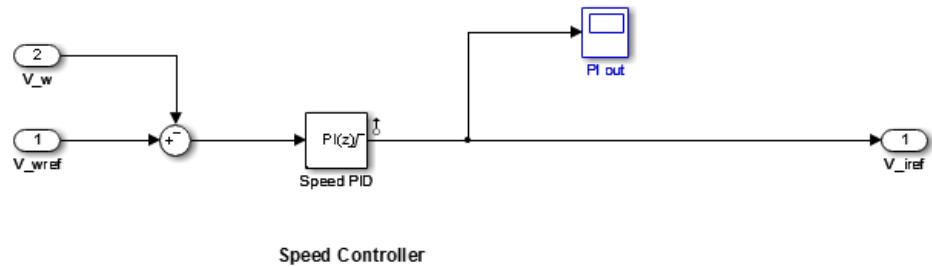 2
V_w
1
V_wref
+
−
PI(z)
Speed PID
PI out
1
V_iref
Speed Controller